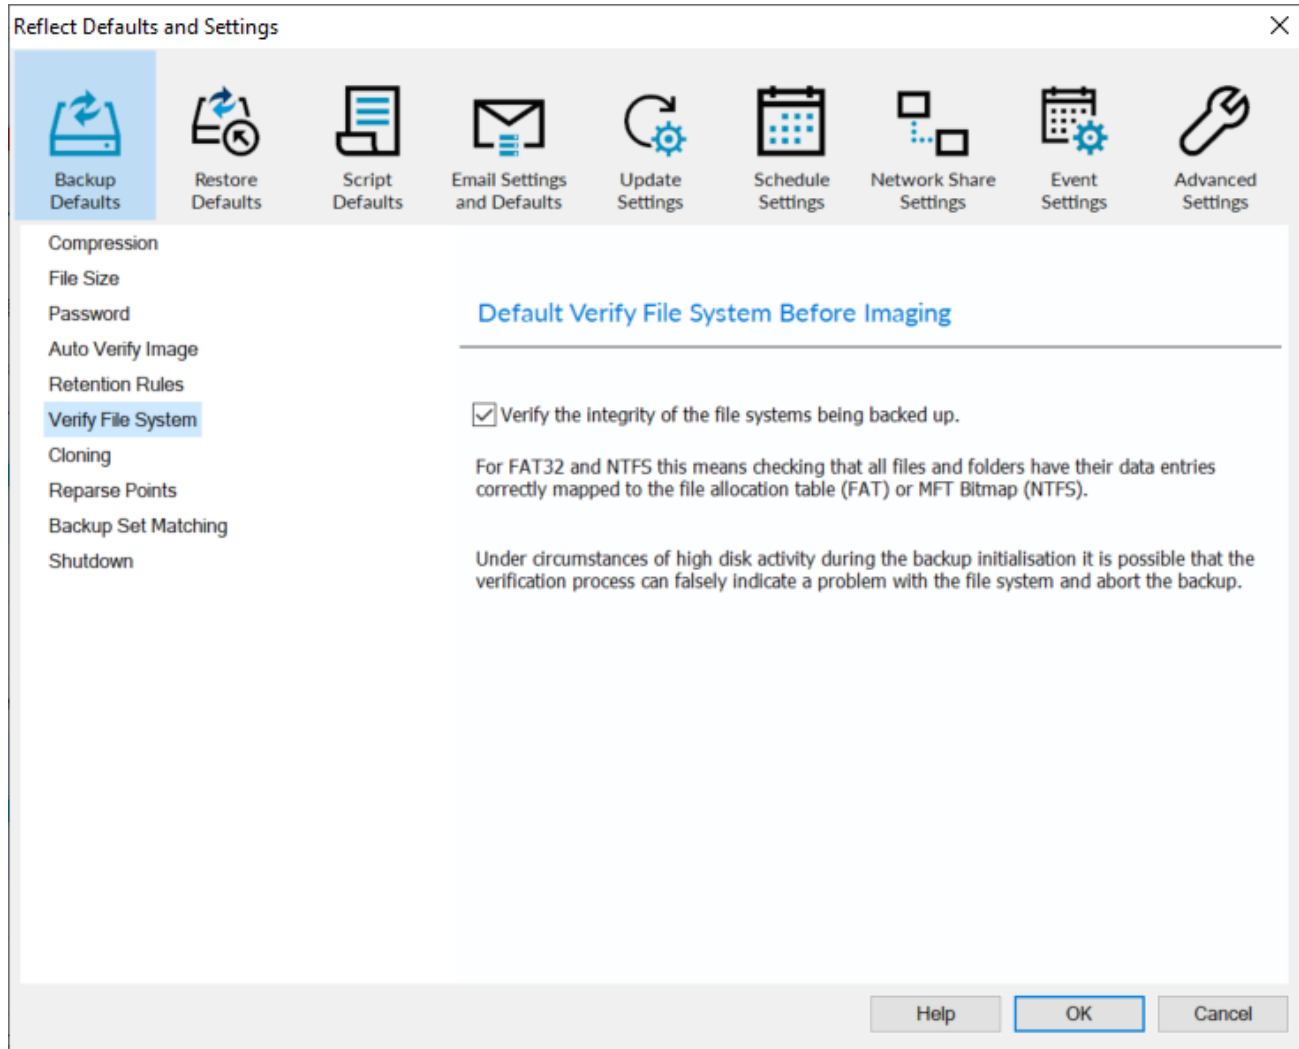 Reflect Defaults and Settings
Backup
Defaults
Restore
Defaults
Script
Defaults
Email Settings
and Defaults
Update
Settings
Schedule
Settings
Network Share
Settings
Event
Settings
Advanced
Settings
Compression
File Size
Password
Auto Verify Image
Retention Rules
Verify File System
Cloning
Reparse Points
Backup Set Matching
Shutdown
Default Verify File System Before Imaging
Verify the integrity of the file systems being backed up.
For FAT32 and NTFS this means checking that all files and folders have their data entries
correctly mapped to the file allocation table (FAT) or MFT Bitmap (NTFS).
Under circumstances of high disk activity during the backup initialisation it is possible that the
verification process can falsely indicate a problem with the file system and abort the backup.
Help
OK
Cancel